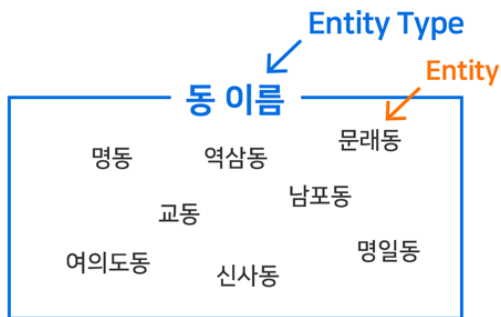 Entity Type
Entity
동 이름
문래동
명동
역삼동
남포동
교동
명일동
여의도동
신사동